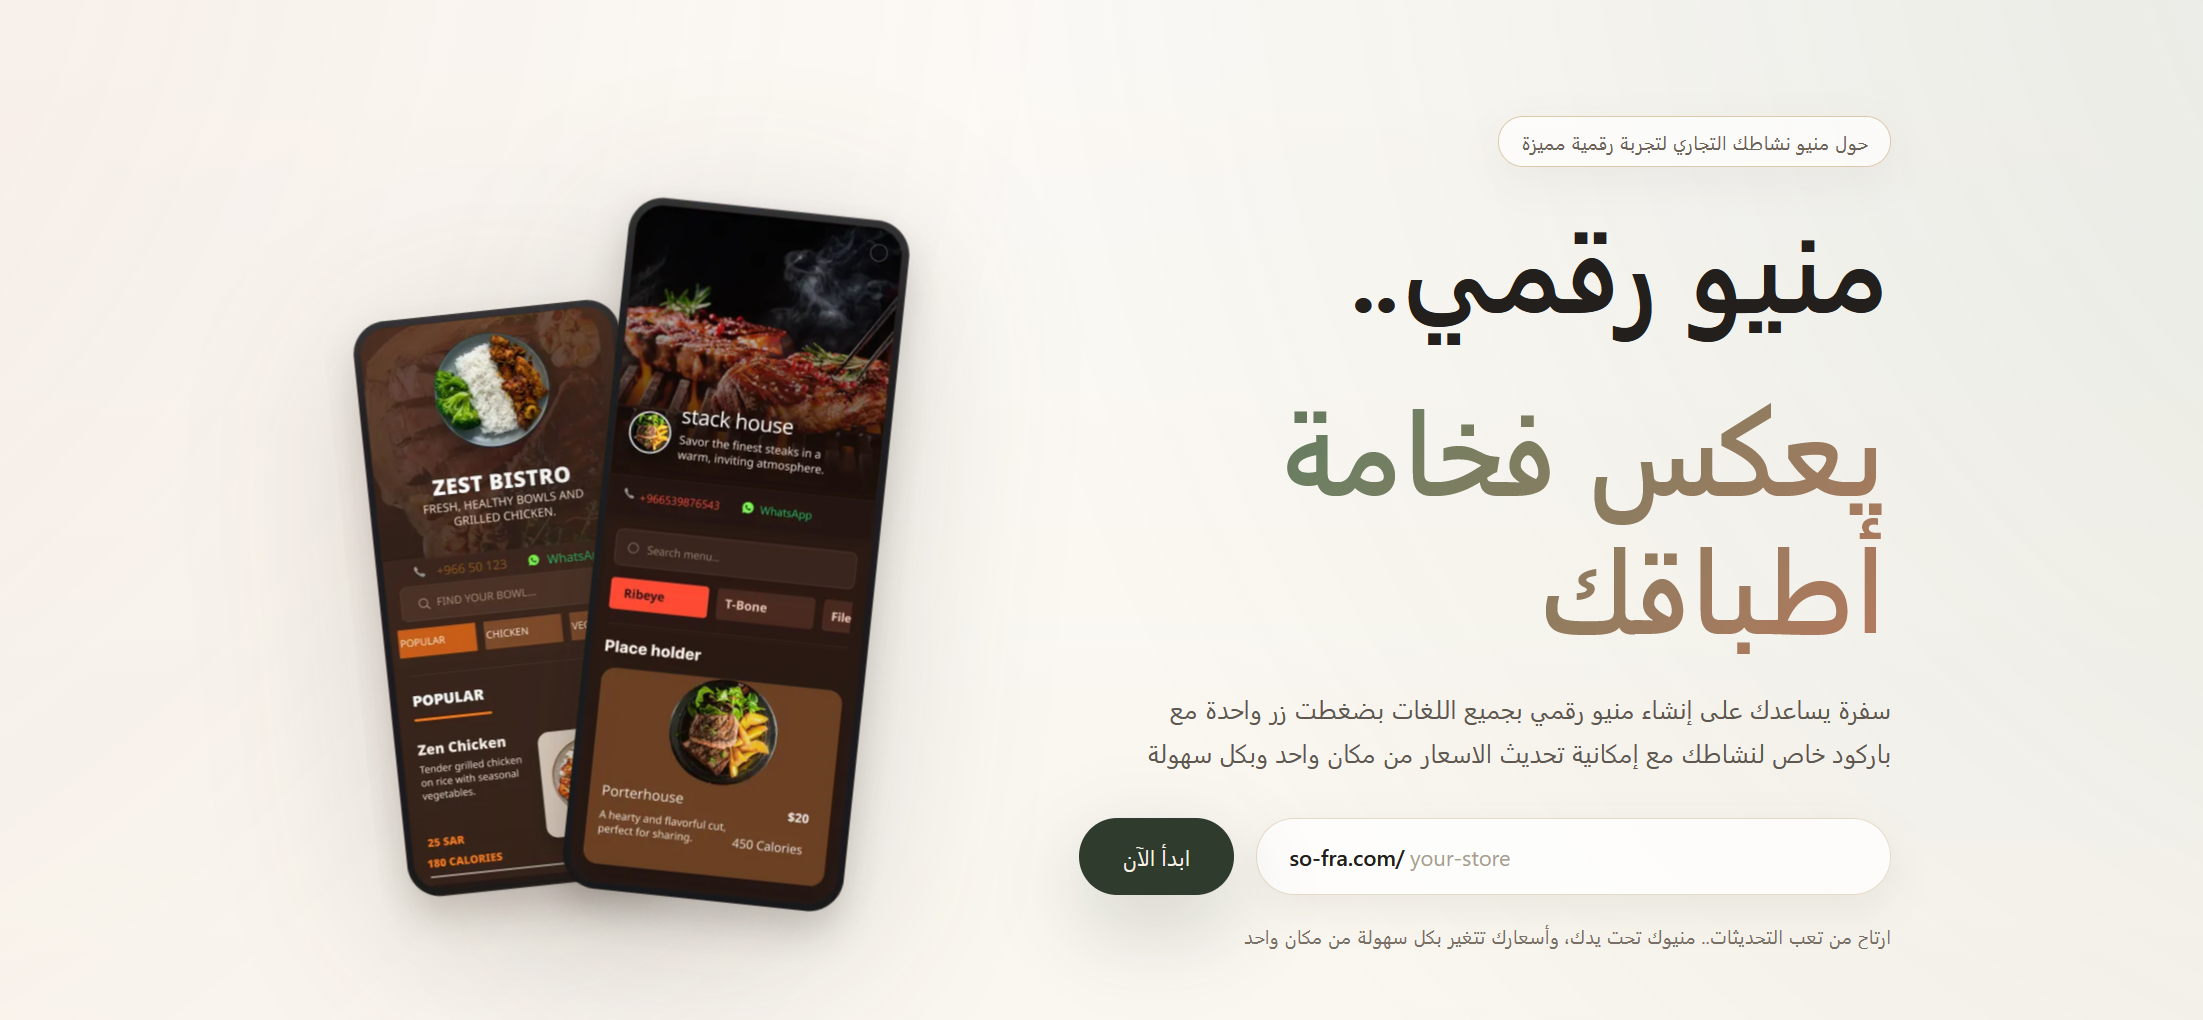 حول منيو نشاطك التجاري لتجربة رقمية مميزة
منيو رقمي..
يعكس فخامة
أطباقك
سفرة يساعدك على إنشاء منيو رقمي بجميع اللغات بضغطت زر واحدة مع
باركود خاص لنشاطك مع إمكانية تحديث الاسعار من مكان واحد وبكل سهولة
so-fra.com/ your-store
ابدأ الآن
ارتاح من تعب التحديثات.. منيوك تحت يدك، وأسعارك تتغير بكل سهولة من مكان واحد
stack house
Savor the finest steaks in a
warm, inviting atmosphere.
+966539876543 WhatsApp
Search menu...
Ribeye T-Bone File
Place holder
Porterhouse
A hearty and flavorful cut,
perfect for sharing.
$20
450 Calories
ZEST BISTRO
FRESH, HEALTHY BOWLS AND
GRILLED CHICKEN.
+966 50 123 WhatsA
FIND YOUR BOWL...
POPULAR CHICKEN VEG
POPULAR
Zen Chicken
Tender grilled chicken
on rice with seasonal
vegetables.
25 SAR
180 CALORIES